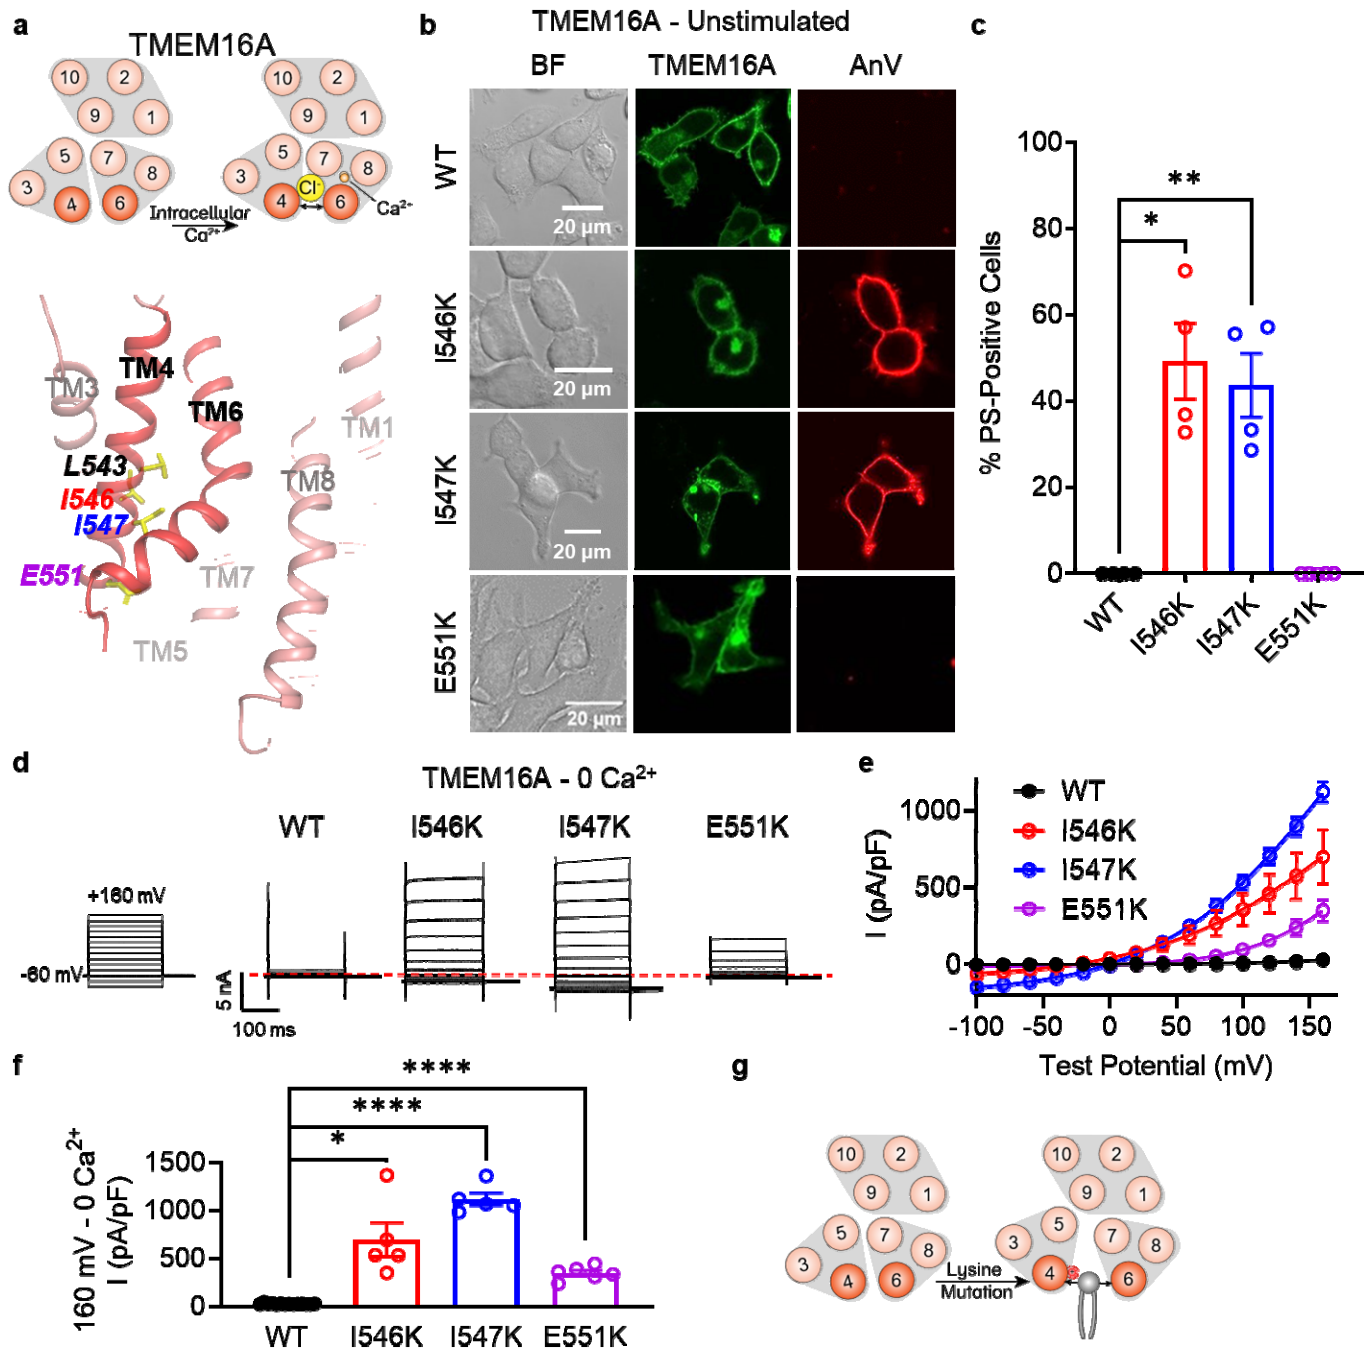 a
TMEM16A
10 2
9 1
5 7 8
3 4 6
Intracellular
Ca2+
10 2
9 1
5 7 8
3 4 Cl- 6
Ca2+
TM3
TM4
TM6
TM1
L543
I546
I547
TM8
E551
TM7
TM5
b
TMEM16A - Unstimulated
BF TMEM16A AnV
WT
20 µm
I546K
20 µm
I547K
20 µm
E551K
20 µm
c
% PS-Positive Cells
100
80
60
40
20
0
**
*
WT I546K I547K E551K
d
TMEM16A - 0 Ca2+
WT I546K I547K E551K
+160 mV
-60 mV
5 nA
100 ms
e
I (pA/pF)
1000
500
0
WT
I546K
I547K
E551K
-100 -50 0 50 100 150
Test Potential (mV)
f
160 mV - 0 Ca2+
I (pA/pF)
1500
1000
500
0
****
****
*
WT I546K I547K E551K
g
10 2
9 1
5 7 8
3 4 6
Lysine
Mutation
10 2
9 1
5 7 8
3 4 6